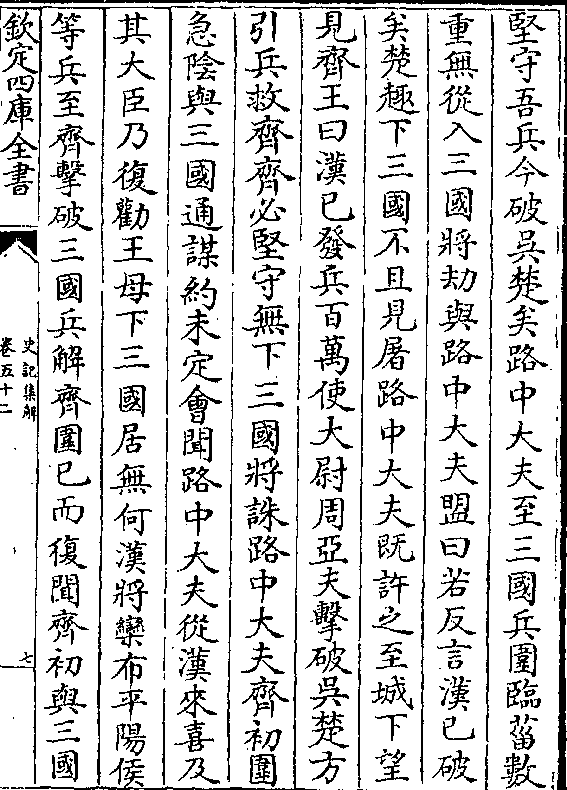 堅守吾兵今破吳楚矣路中大夫至三國兵圍臨菑數
重無從入三國將劫與路中大夫盟曰若反言漢已破
矣楚趣下三國不且見屠路中大夫既許之至城下望
見齊王曰漢已發兵百萬使大尉周亞夫擊破吳楚方
引兵救齊齊必堅守無下三國將誅路中大夫齊初圍
急陰與三國通謀約未定會聞路中大夫從漢來喜及
其大臣乃復勸王毋下三國居無何漢將欒布平陽侯
等兵至齊擊破三國兵解齊圍已而復聞齊初與三國
欽定四庫全書
史記集解
卷五十二
七